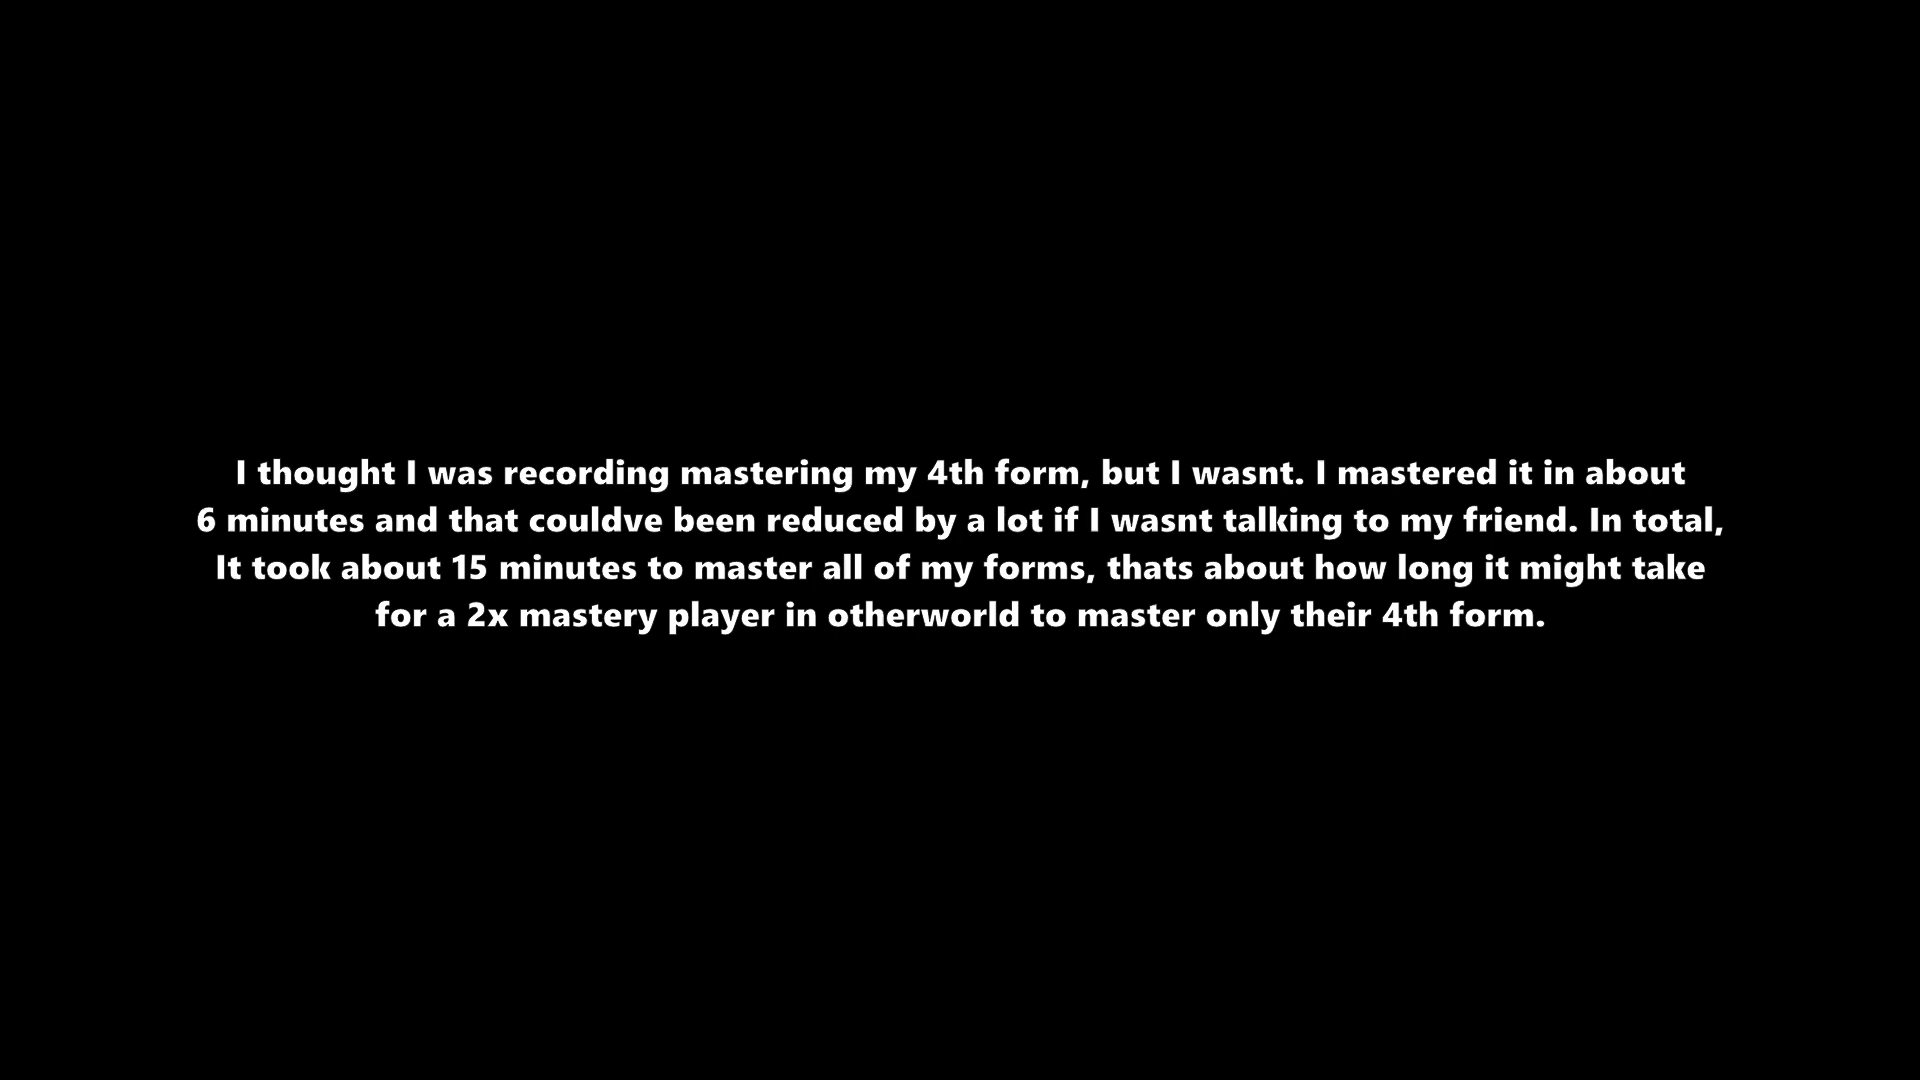 I thought I was recording mastering my 4th form, but I wasnt. I mastered it in about
6 minutes and that couldve been reduced by a lot if I wasnt talking to my friend. In total,
It took about 15 minutes to master all of my forms, thats about how long it might take
for a 2x mastery player in otherworld to master only their 4th form.